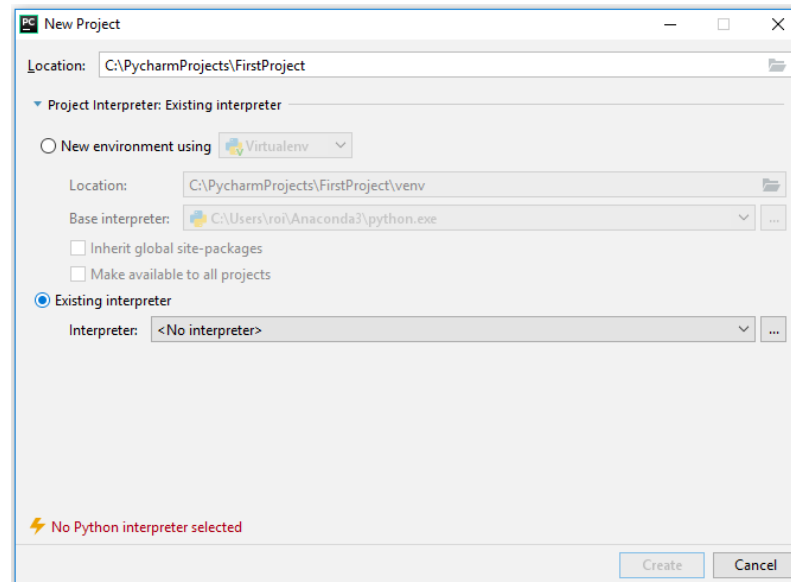 PC New Project
Location: C:\PycharmProjects\FirstProject
Project Interpreter: Existing interpreter
New environment using Virtualenv
Location: C:\PycharmProjects\FirstProject\venv
Base interpreter: C:\Users\roi\Anaconda3\python.exe ...
Inherit global site-packages
Make available to all projects
Existing interpreter
Interpreter: <No interpreter> ...
No Python interpreter selected
Create Cancel